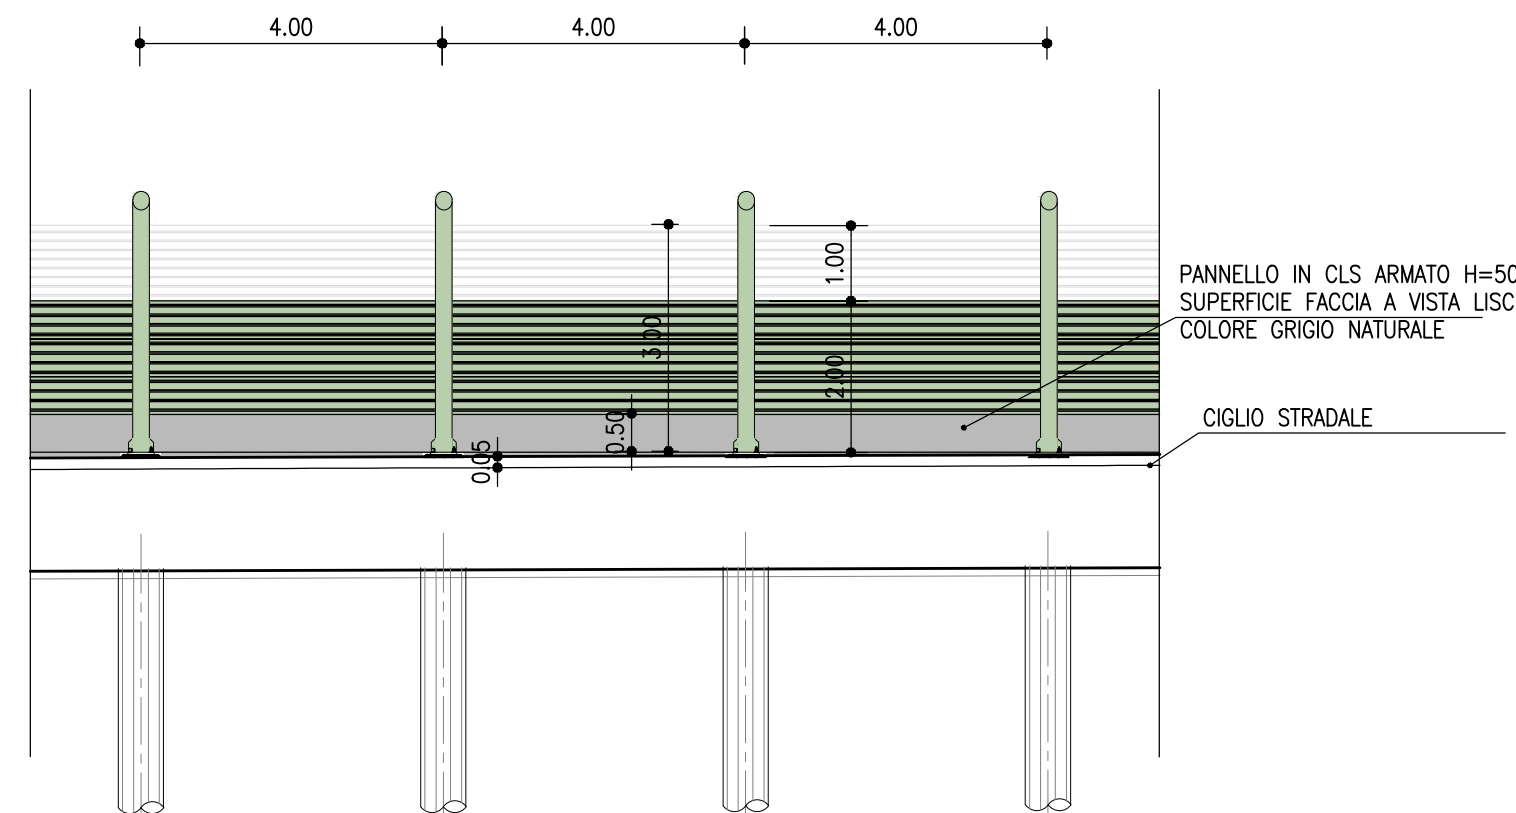 4.00 4.00 4.00
1.00
3.00
2.00
0.50
0.05
PANNELLO IN CLS ARMATO H=50
SUPERFICIE FACCIA A VISTA LISC
COLORE GRIGIO NATURALE
CIGLIO STRADALE